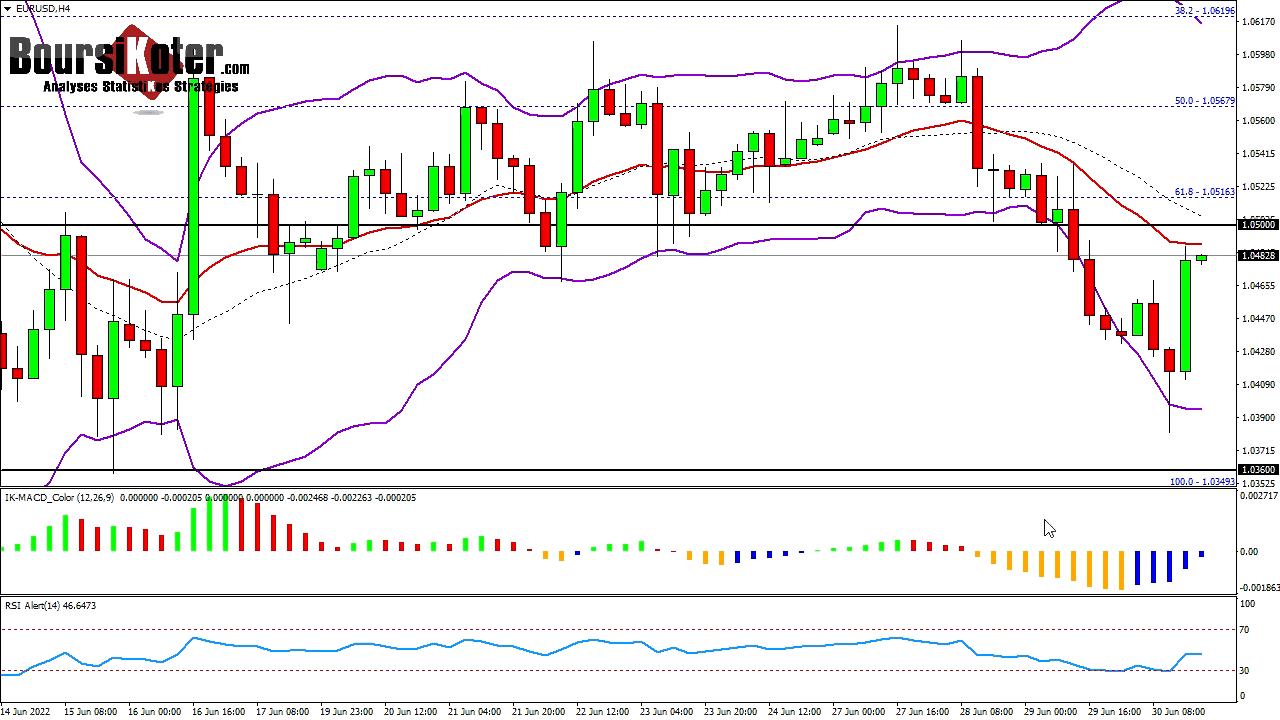 EURUSD,H4
BoursiKoter.com
Analyses StatistiKes Strategies
38.2 - 1.06196
50.0 - 1.05679
61.8 - 1.05163
100.0 - 1.03493
1.06170
1.05980
1.05790
1.05600
1.05415
1.05225
1.05000
1.04828
1.04655
1.04470
1.04280
1.04090
1.03900
1.03715
1.03600
1.03525
IK-MACD_Color (12,26,9) 0.000000 -0.000205 0.000000 0.000000 -0.002468 -0.002263 -0.000205
0.002717
0.00
-0.001863
RSI Alert(14) 46.6473
100
70
30
0
14 Jun 2022 15 Jun 08:00 16 Jun 00:00 16 Jun 16:00 17 Jun 08:00 19 Jun 23:00 20 Jun 12:00 21 Jun 04:00 21 Jun 20:00 22 Jun 12:00 23 Jun 04:00 23 Jun 20:00 24 Jun 12:00 27 Jun 00:00 27 Jun 16:00 28 Jun 08:00 29 Jun 00:00 29 Jun 16:00 30 Jun 08:00